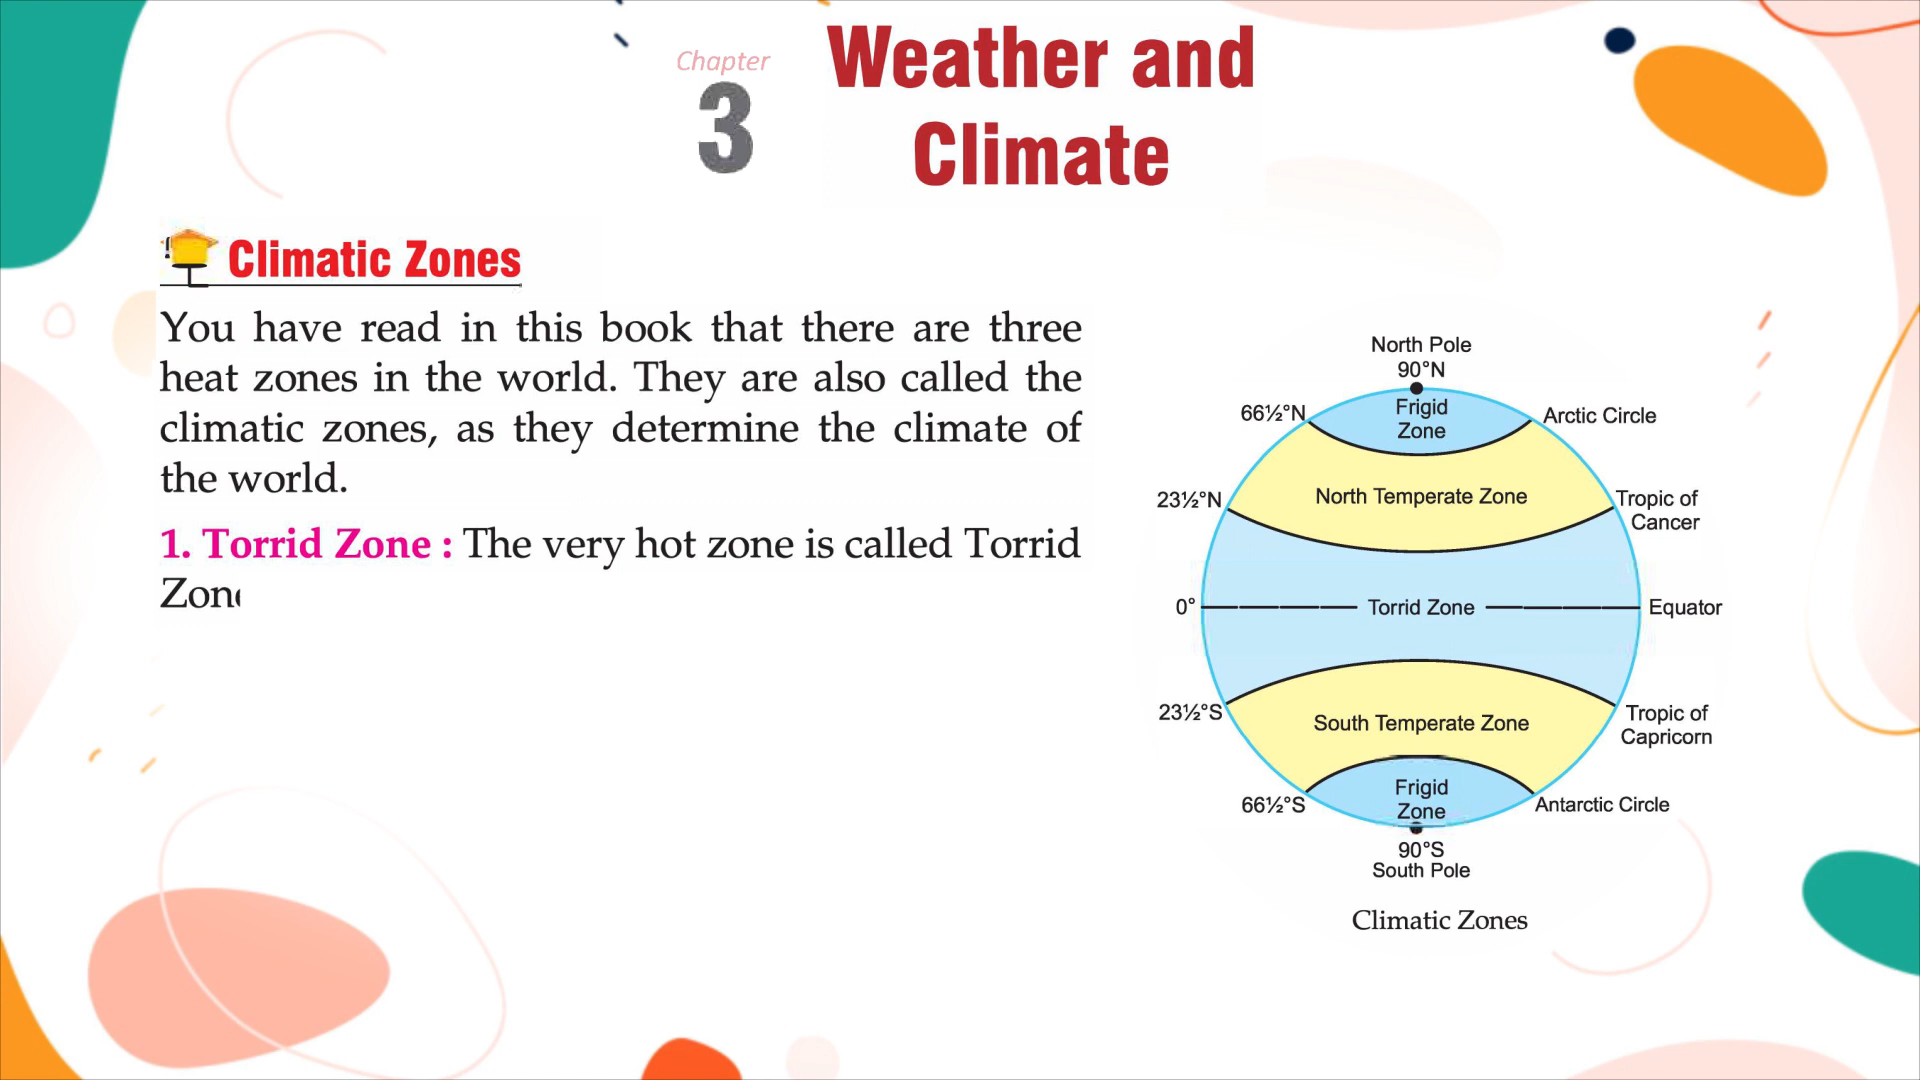 Chapter
3
Weather and
Climate
Climatic Zones
You have read in this book that there are three
heat zones in the world. They are also called the
climatic zones, as they determine the climate of
the world.
1. Torrid Zone : The very hot zone is called Torrid
North Pole
90°N
66½°N
Frigid
Zone
Arctic Circle
23½°N
North Temperate Zone
Tropic of
Cancer
0°
Torrid Zone
Equator
23½°S
South Temperate Zone
Tropic of
Capricorn
66½°S
Frigid
Zone
Antarctic Circle
90°S
South Pole
Climatic Zones